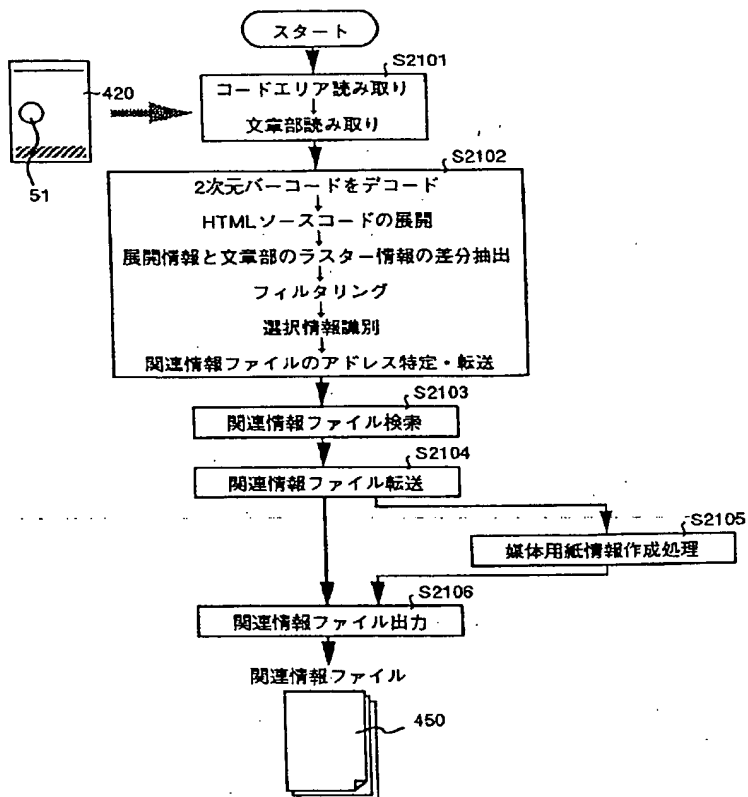 スタート
S2101
420
コードエリア読み取り
文章部読み取り
51
S2102
2次元バーコードをデコード
HTMLソースコードの展開
展開情報と文章部のラスター情報の差分抽出
フィルタリング
選択情報識別
関連情報ファイルのアドレス特定・転送
S2103
関連情報ファイル検索
S2104
関連情報ファイル転送
S2105
媒体用紙情報作成処理
S2106
関連情報ファイル出力
関連情報ファイル
450